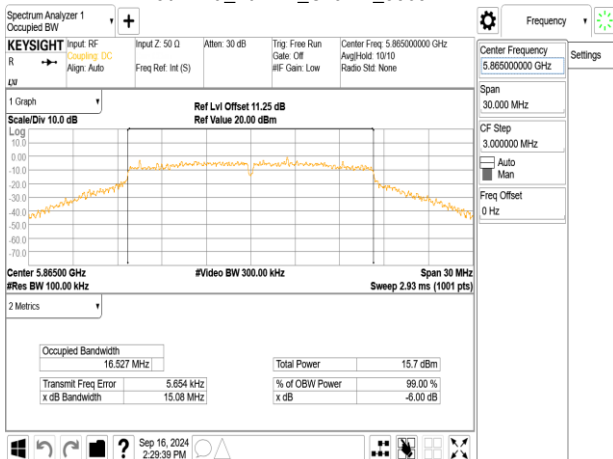 Spectrum Analyzer 1
Occupied BW
Frequency
KEYSIGHT
R
LXI
Input: RF
Coupling: DC
Align: Auto
Input Z: 50 Ω
Freq Ref: Int (S)
Atten: 30 dB
Trig: Free Run
Gate: Off
#IF Gain: Low
Center Freq: 5.865000000 GHz
Avg|Hold: 10/10
Radio Std: None
Center Frequency
5.865000000 GHz
Settings
Span
30.000 MHz
CF Step
3.000000 MHz
Auto
Man
Freq Offset
0 Hz
1 Graph
Scale/Div 10.0 dB
Ref Lvl Offset 11.25 dB
Ref Value 20.00 dBm
Log
10.0
0.00
-10.0
-20.0
-30.0
-40.0
-50.0
-60.0
-70.0
Center 5.86500 GHz
#Video BW 300.00 kHz
Span 30 MHz
#Res BW 100.00 kHz
Sweep 2.93 ms (1001 pts)
2 Metrics
Occupied Bandwidth
16.527 MHz
Total Power 15.7 dBm
Transmit Freq Error 5.654 kHz
% of OBW Power 99.00 %
x dB Bandwidth 15.08 MHz
x dB -6.00 dB
?
Sep 16, 2024
2:29:39 PM